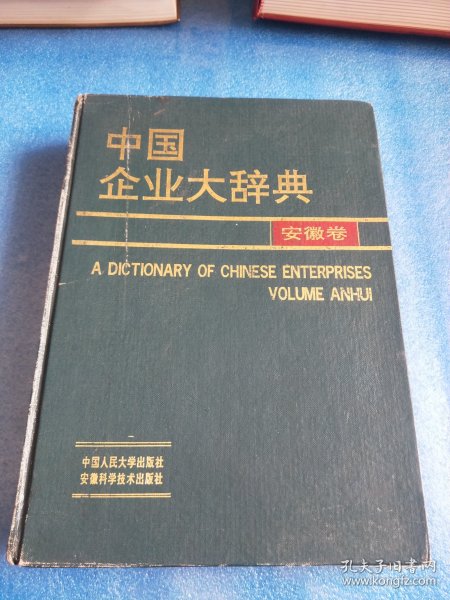 中国
企业大辞典
安徽卷
A DICTIONARY OF CHINESE ENTERPRISES
VOLUME ANHUI
中国人民大学出版社
安徽科学技术出版社
孔夫子旧书网
www.kongfz.com